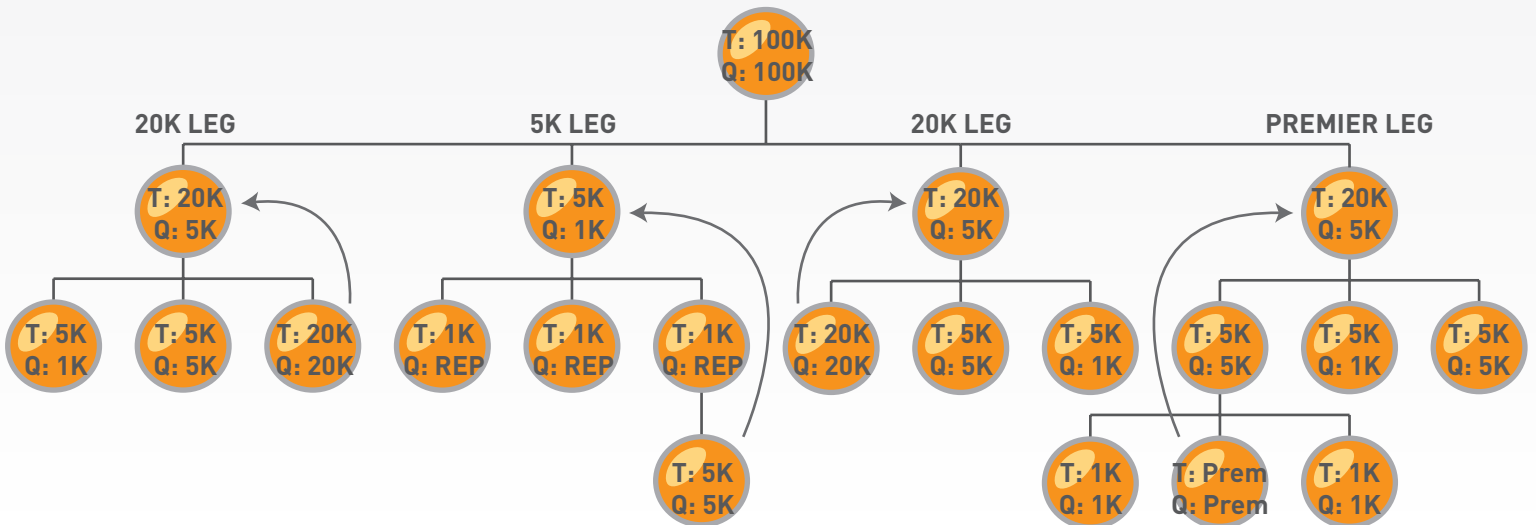 T: 100K
Q: 100K
20K LEG
5K LEG
20K LEG
PREMIER LEG
T: 20K
Q: 5K
T: 5K
Q: 1K
T: 20K
Q: 5K
T: 20K
Q: 5K
T: 5K
Q: 1K
T: 5K
Q: 5K
T: 20K
Q: 20K
T: 1K
Q: REP
T: 1K
Q: REP
T: 1K
Q: REP
T: 20K
Q: 20K
T: 5K
Q: 5K
T: 5K
Q: 1K
T: 5K
Q: 5K
T: 5K
Q: 1K
T: 5K
Q: 5K
T: 5K
Q: 5K
T: 1K
Q: 1K
T: Prem
Q: Prem
T: 1K
Q: 1K